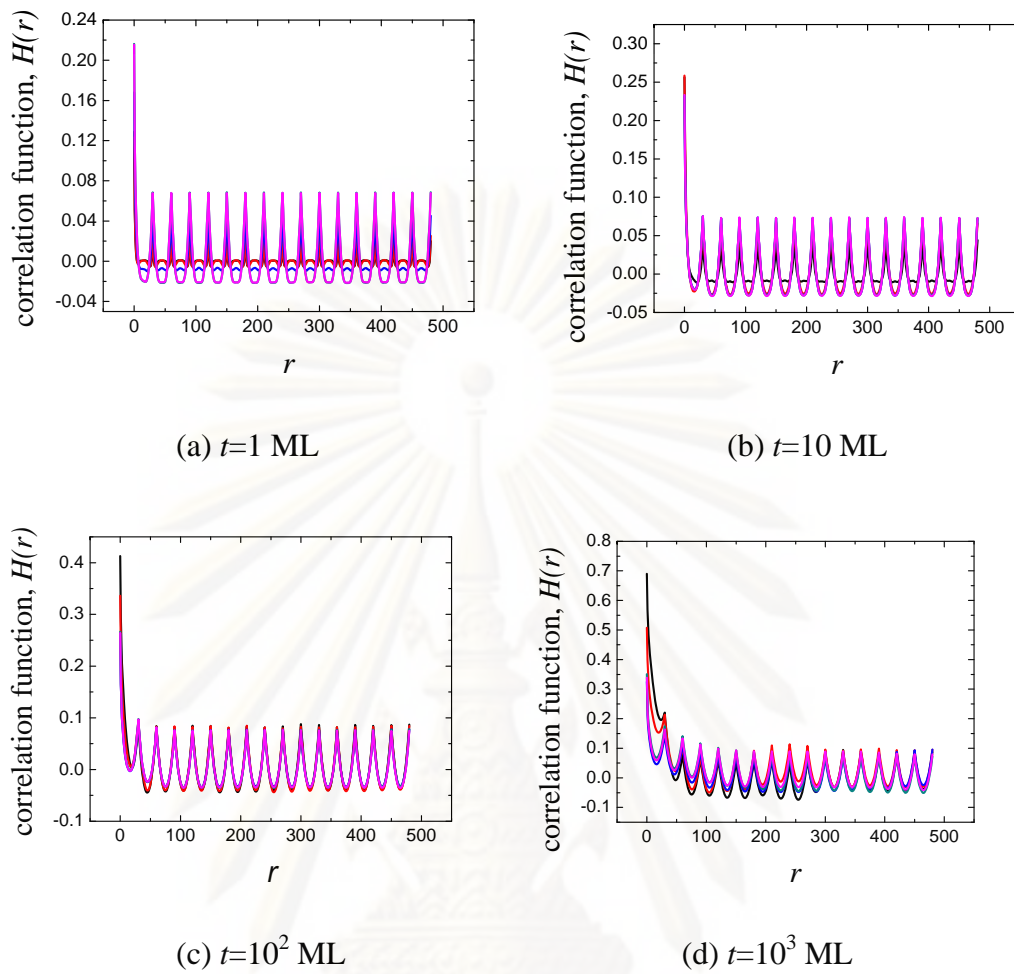 correlation function, H(r)
0.24
0.20
0.16
0.12
0.08
0.04
0.00
-0.04
0 100 200 300 400 500
r
(a) t=1 ML
correlation function, H(r)
0.30
0.25
0.20
0.15
0.10
0.05
0.00
-0.05
0 100 200 300 400 500
r
(b) t=10 ML
correlation function, H(r)
0.4
0.3
0.2
0.1
0.0
-0.1
0 100 200 300 400 500
r
(c) t=10² ML
correlation function, H(r)
0.8
0.7
0.6
0.5
0.4
0.3
0.2
0.1
0.0
-0.1
0 100 200 300 400 500
r
(d) t=10³ ML